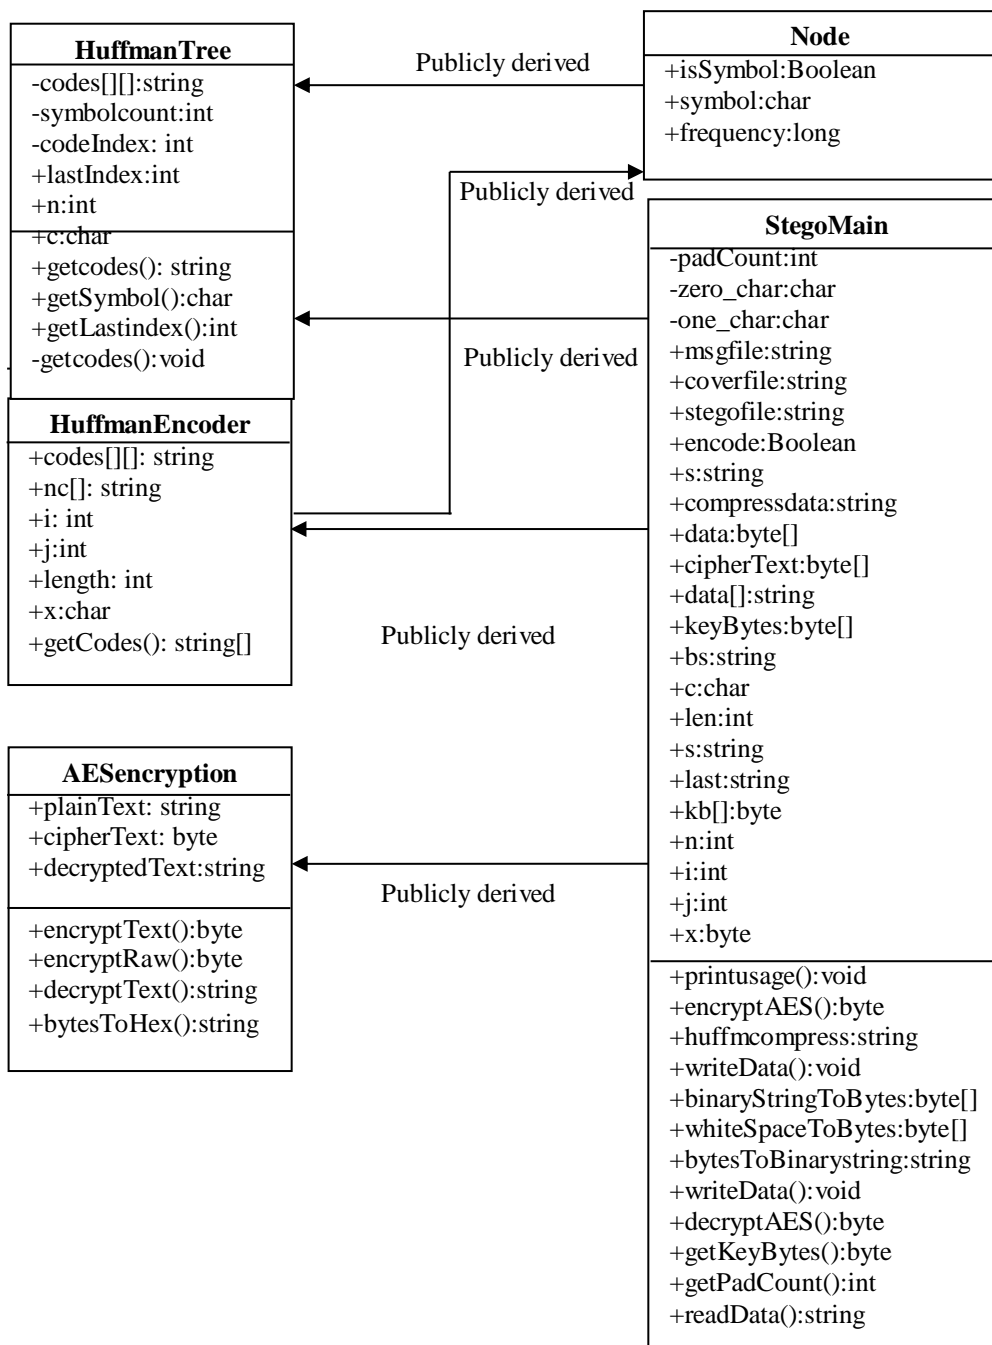 HuffmanTree
-codes[][]:string
-symbolcount:int
-codeIndex: int
+lastIndex:int
+n:int
+c:char
+getcodes(): string
+getSymbol():char
+getLastindex():int
-getcodes():void
Publicly derived
Node
+isSymbol:Boolean
+symbol:char
+frequency:long
Publicly derived
HuffmanEncoder
+codes[][]: string
+nc[]: string
+i: int
+j:int
+length: int
+x:char
+getCodes(): string[]
Publicly derived
Publicly derived
AESencryption
+plainText: string
+cipherText: byte
+decryptedText:string
+encryptText():byte
+encryptRaw():byte
+decryptText():string
+bytesToHex():string
Publicly derived
StegoMain
-padCount:int
-zero_char:char
-one_char:char
+msgfile:string
+coverfile:string
+stegofile:string
+encode:Boolean
+s:string
+compressdata:string
+data:byte[]
+cipherText:byte[]
+data[]:string
+keyBytes:byte[]
+bs:string
+c:char
+len:int
+s:string
+last:string
+kb[]:byte
+n:int
+i:int
+j:int
+x:byte
+printusage():void
+encryptAES():byte
+huffmcompress:string
+writeData():void
+binaryStringToBytes:byte[]
+whiteSpaceToBytes:byte[]
+bytesToBinarystring:string
+writeData():void
+decryptAES():byte
+getKeyBytes():byte
+getPadCount():int
+readData():string